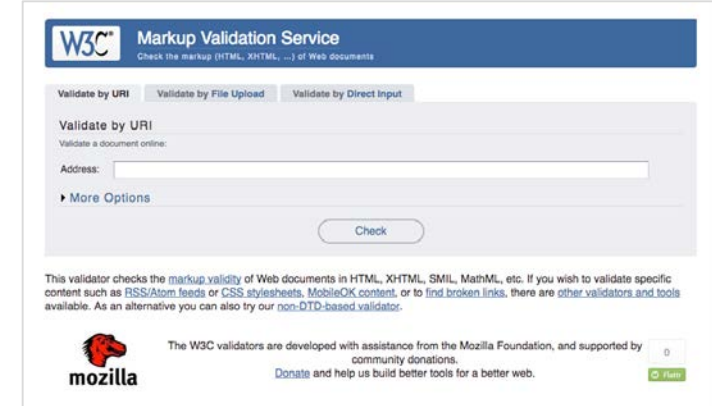 W3C
Markup Validation Service
Check the markup (HTML, XHTML, ...) of Web documents
Validate by URI
Validate by File Upload
Validate by Direct Input
Validate by URI
Validate a document online:
Address:
More Options
Check
This validator checks the markup validity of Web documents in HTML, XHTML, SMIL, MathML, etc. If you wish to validate specific
content such as RSS/Atom feeds or CSS stylesheets, MobileOK content, or to find broken links, there are other validators and tools
available. As an alternative you can also try our non-DTD-based validator.
mozilla
The W3C validators are developed with assistance from the Mozilla Foundation, and supported by
community donations.
Donate and help us build better tools for a better web.
0
Flattr